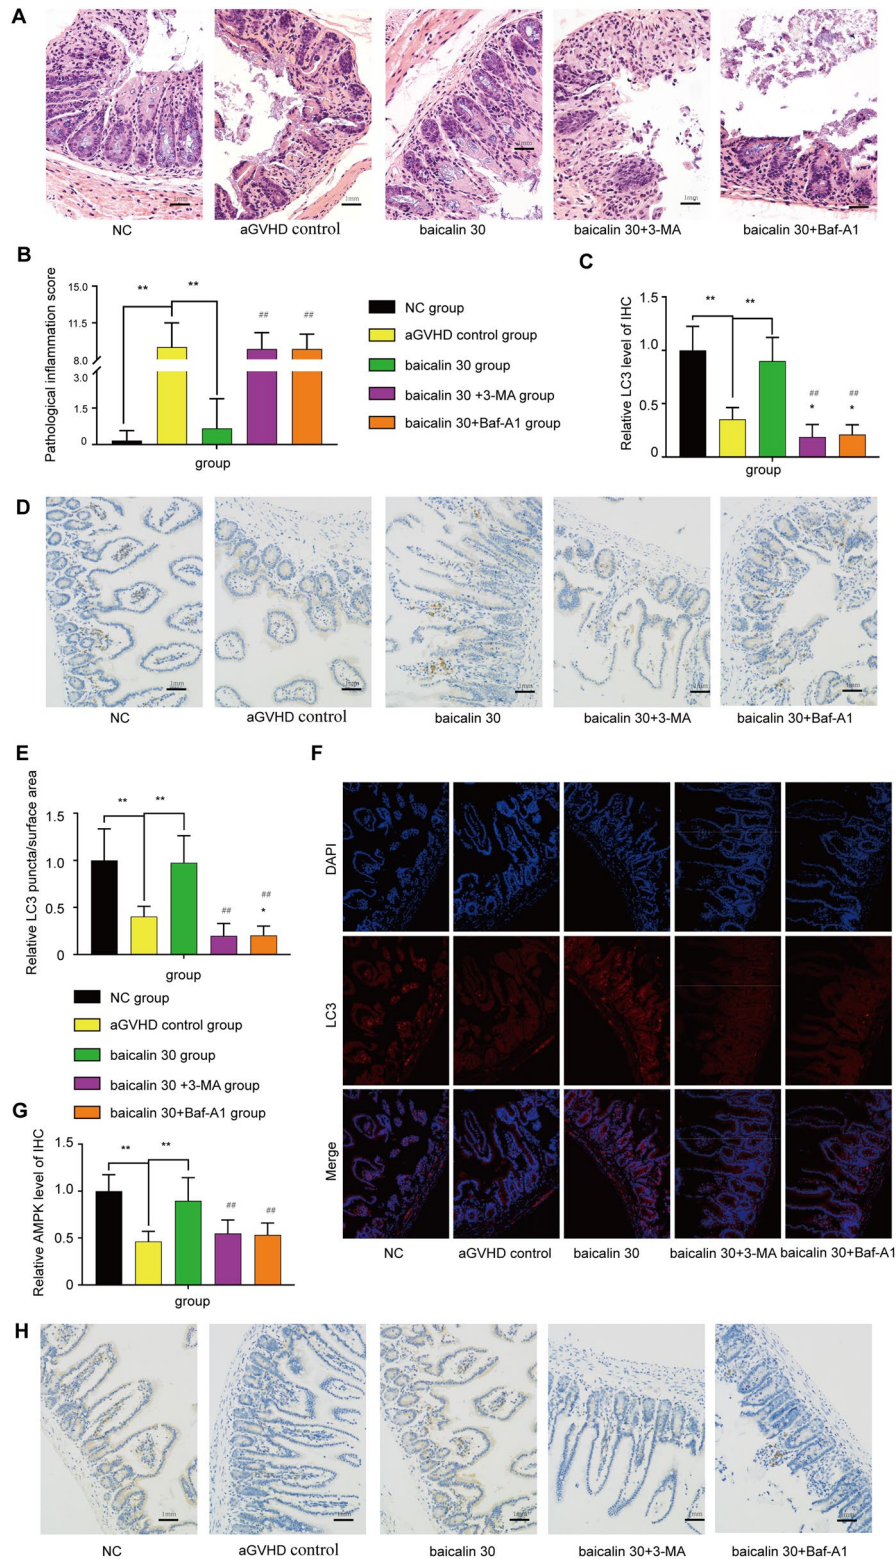 A
1mm
1mm
1mm
1mm
NC
aGVHD control
baicalin 30
baicalin 30+3-MA
baicalin 30+Baf-A1
B
Pathological inflammation score
15.0
11.5
8.0
3.0
1.5
0
**
**
##
##
group
NC group
aGVHD control group
baicalin 30 group
baicalin 30 +3-MA group
baicalin 30+Baf-A1 group
C
Relative LC3 level of IHC
1.5
1.0
0.5
0
**
**
##
*
##
*
group
D
1mm
1mm
1mm
1mm
1mm
NC
aGVHD control
baicalin 30
baicalin 30+3-MA
baicalin 30+Baf-A1
E
Relative LC3 puncta/surface area
1.5
1.0
0.5
0
**
**
##
##
*
group
NC group
aGVHD control group
baicalin 30 group
baicalin 30 +3-MA group
baicalin 30+Baf-A1 group
F
DAPI
LC3
Merge
NC
aGVHD control
baicalin 30
baicalin 30+3-MA
baicalin 30+Baf-A1
G
Relative AMPK level of IHC
1.5
1.0
0.5
0
**
**
##
##
group
H
1mm
1mm
1mm
1mm
1mm
NC
aGVHD control
baicalin 30
baicalin 30+3-MA
baicalin 30+Baf-A1